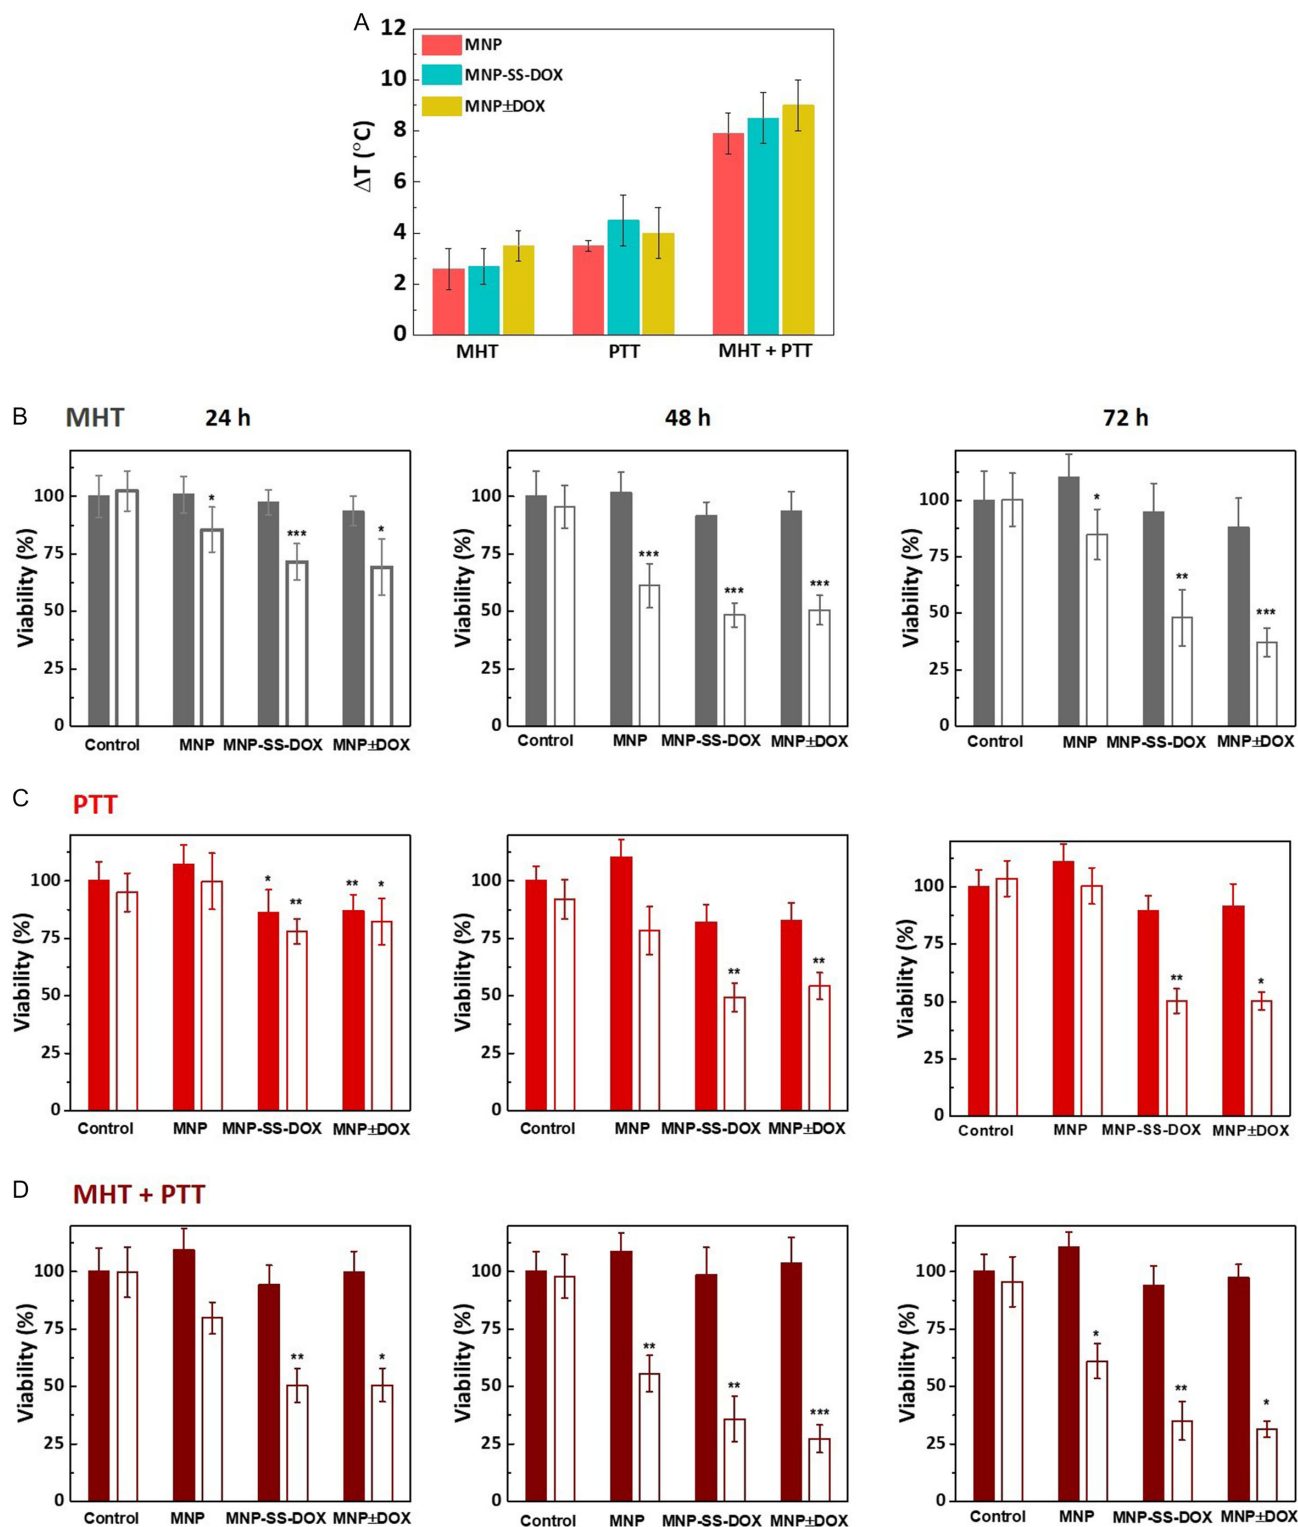 A
12
10
8
6
4
2
0
ΔT (°C)
MNP
MNP-SS-DOX
MNP±DOX
MHT PTT MHT + PTT
B MHT 24 h 48 h 72 h
Viability (%)
100
75
50
25
0
* *** *
Control MNP MNP-SS-DOX MNP±DOX
Viability (%)
100
75
50
25
0
*** *** ***
Control MNP MNP-SS-DOX MNP±DOX
Viability (%)
100
75
50
25
0
* ** ***
Control MNP MNP-SS-DOX MNP±DOX
C PTT
Viability (%)
100
75
50
25
0
* ** ** *
Control MNP MNP-SS-DOX MNP±DOX
Viability (%)
100
75
50
25
0
** **
Control MNP MNP-SS-DOX MNP±DOX
Viability (%)
100
75
50
25
0
** *
Control MNP MNP-SS-DOX MNP±DOX
D MHT + PTT
Viability (%)
100
75
50
25
0
** *
Control MNP MNP-SS-DOX MNP±DOX
Viability (%)
100
75
50
25
0
** ** ***
Control MNP MNP-SS-DOX MNP±DOX
Viability (%)
100
75
50
25
0
* ** *
Control MNP MNP-SS-DOX MNP±DOX